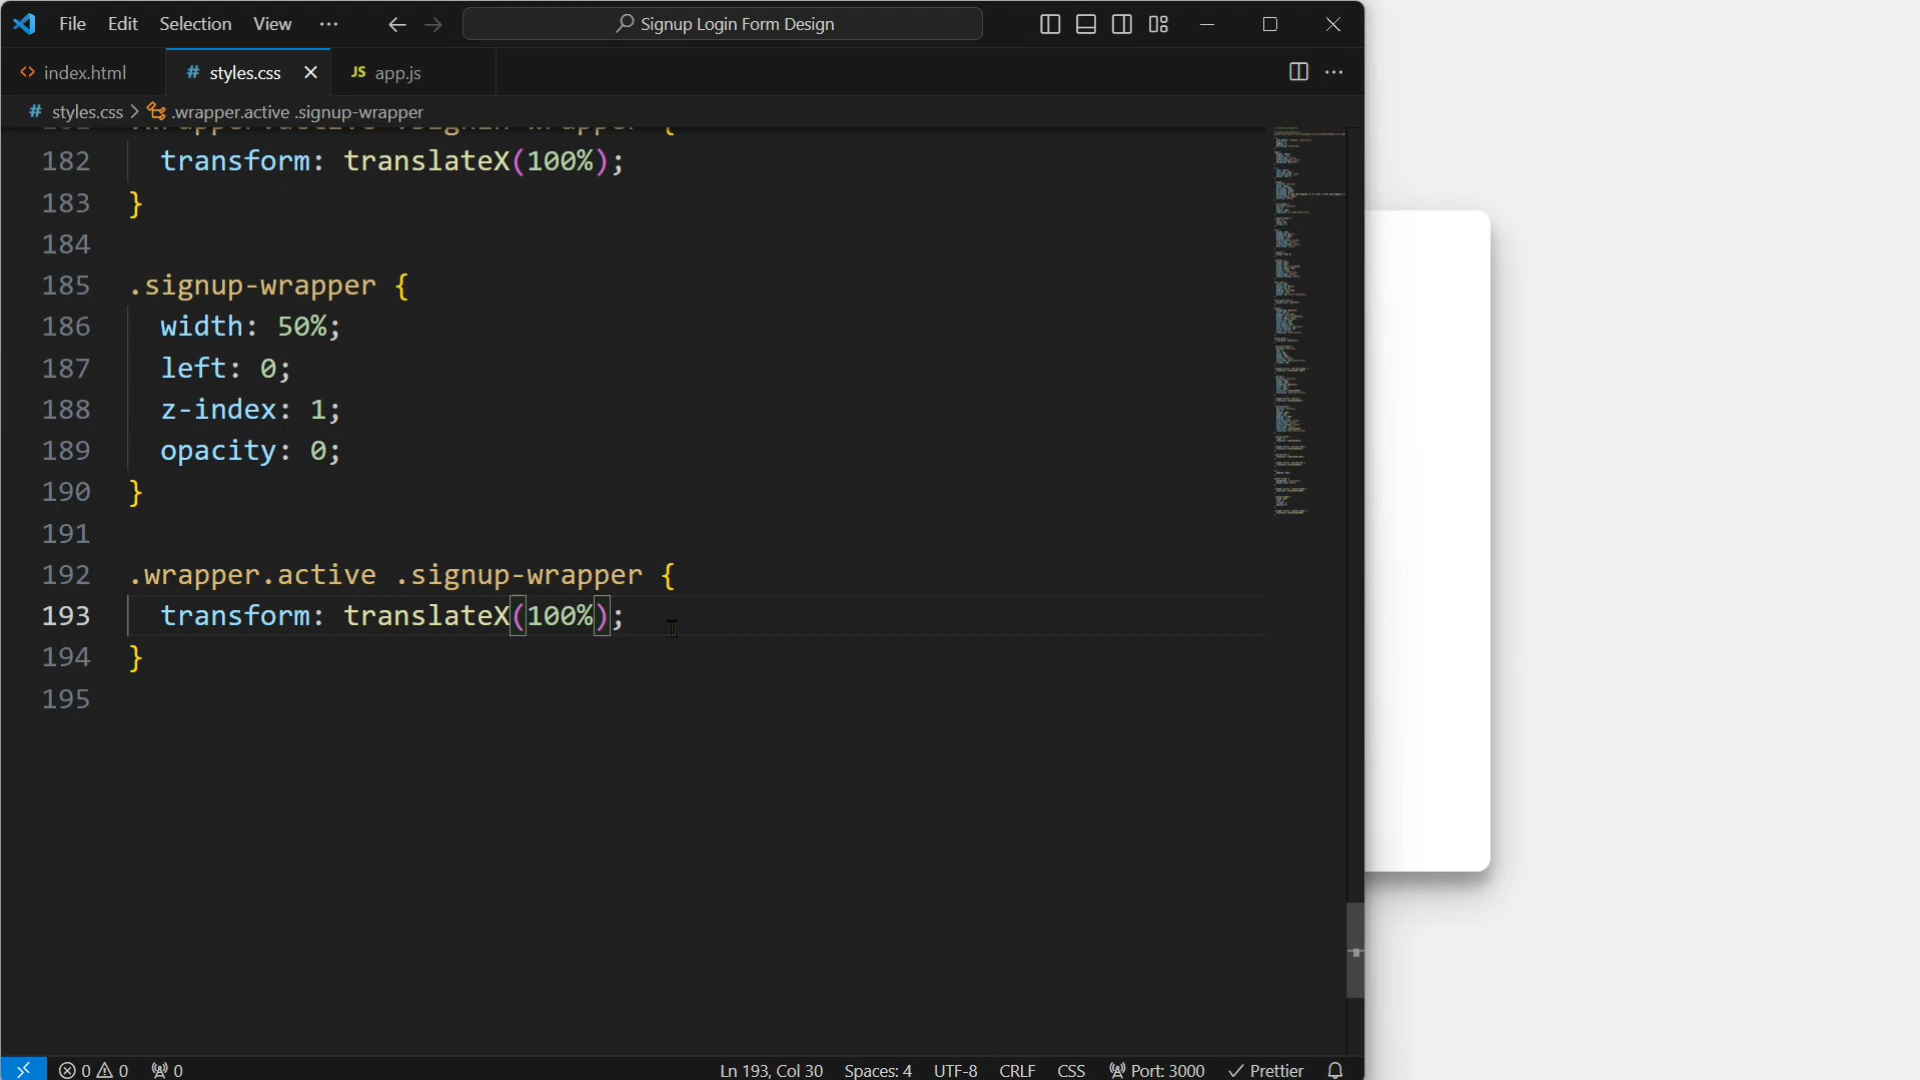 File Edit Selection View ··· Signup Login Form Design
index.html # styles.css JS app.js
# styles.css > .wrapper.active .signup-wrapper
182 transform: translateX(100%);
183 }
184
185 .signup-wrapper {
186 width: 50%;
187 left: 0;
188 z-index: 1;
189 opacity: 0;
190 }
191
192 .wrapper.active .signup-wrapper {
193 transform: translateX(100%);
194 }
195
0 0 0 Ln 193, Col 30 Spaces: 4 UTF-8 CRLF CSS Port: 3000 Prettier